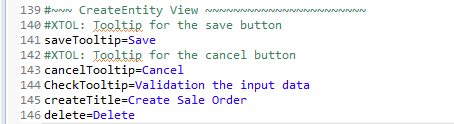 139 #~~~ CreateEntity View ~~~~~~~~~~~~~~~~~~~~~~~
140 #XTOL: Tooltip for the save button
141 saveTooltip=Save
142 #XTOL: Tooltip for the cancel button
143 cancelTooltip=Cancel
144 CheckTooltip=Validation the input data
145 createTitle=Create Sale Order
146 delete=Delete